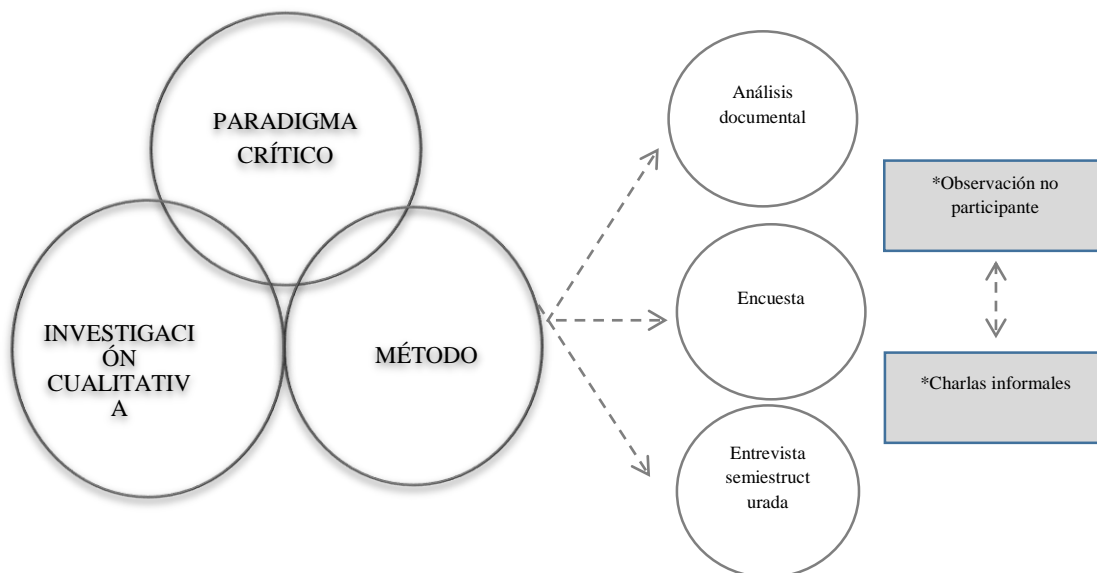 PARADIGMA
CRÍTICO
INVESTIGACI
ÓN
CUALITATIV
A
MÉTODO
Análisis
documental
Encuesta
Entrevista
semiestruct
urada
*Observación no
participante
*Charlas informales